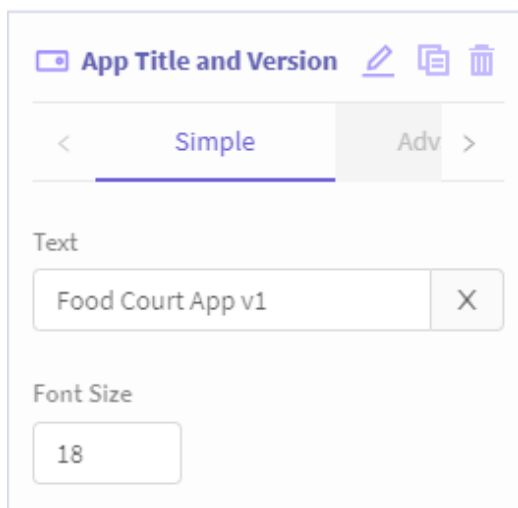 App Title and Version
Simple
Adv
Text
Food Court App v1
X
Font Size
18